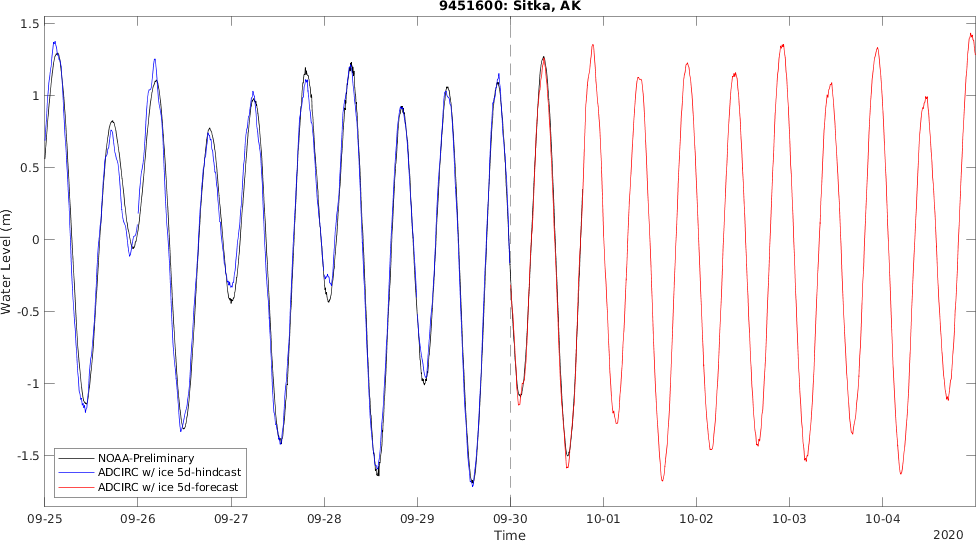 9451600: Sitka, AK
1.5
1
0.5
0
-0.5
-1
-1.5
Water Level (m)
NOAA-Preliminary
ADCIRC w/ ice 5d-hindcast
ADCIRC w/ ice 5d-forecast
09-25 09-26 09-27 09-28 09-29 09-30 10-01 10-02 10-03 10-04
Time
2020